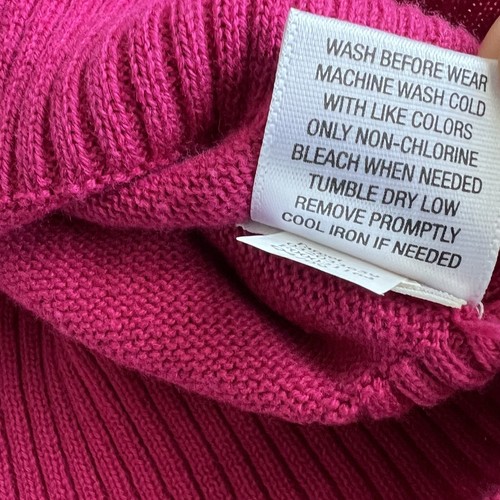 WASH BEFORE WEAR
MACHINE WASH COLD
WITH LIKE COLORS
ONLY NON-CHLORINE
BLEACH WHEN NEEDED
TUMBLE DRY LOW
REMOVE PROMPTLY
COOL IRON IF NEEDED